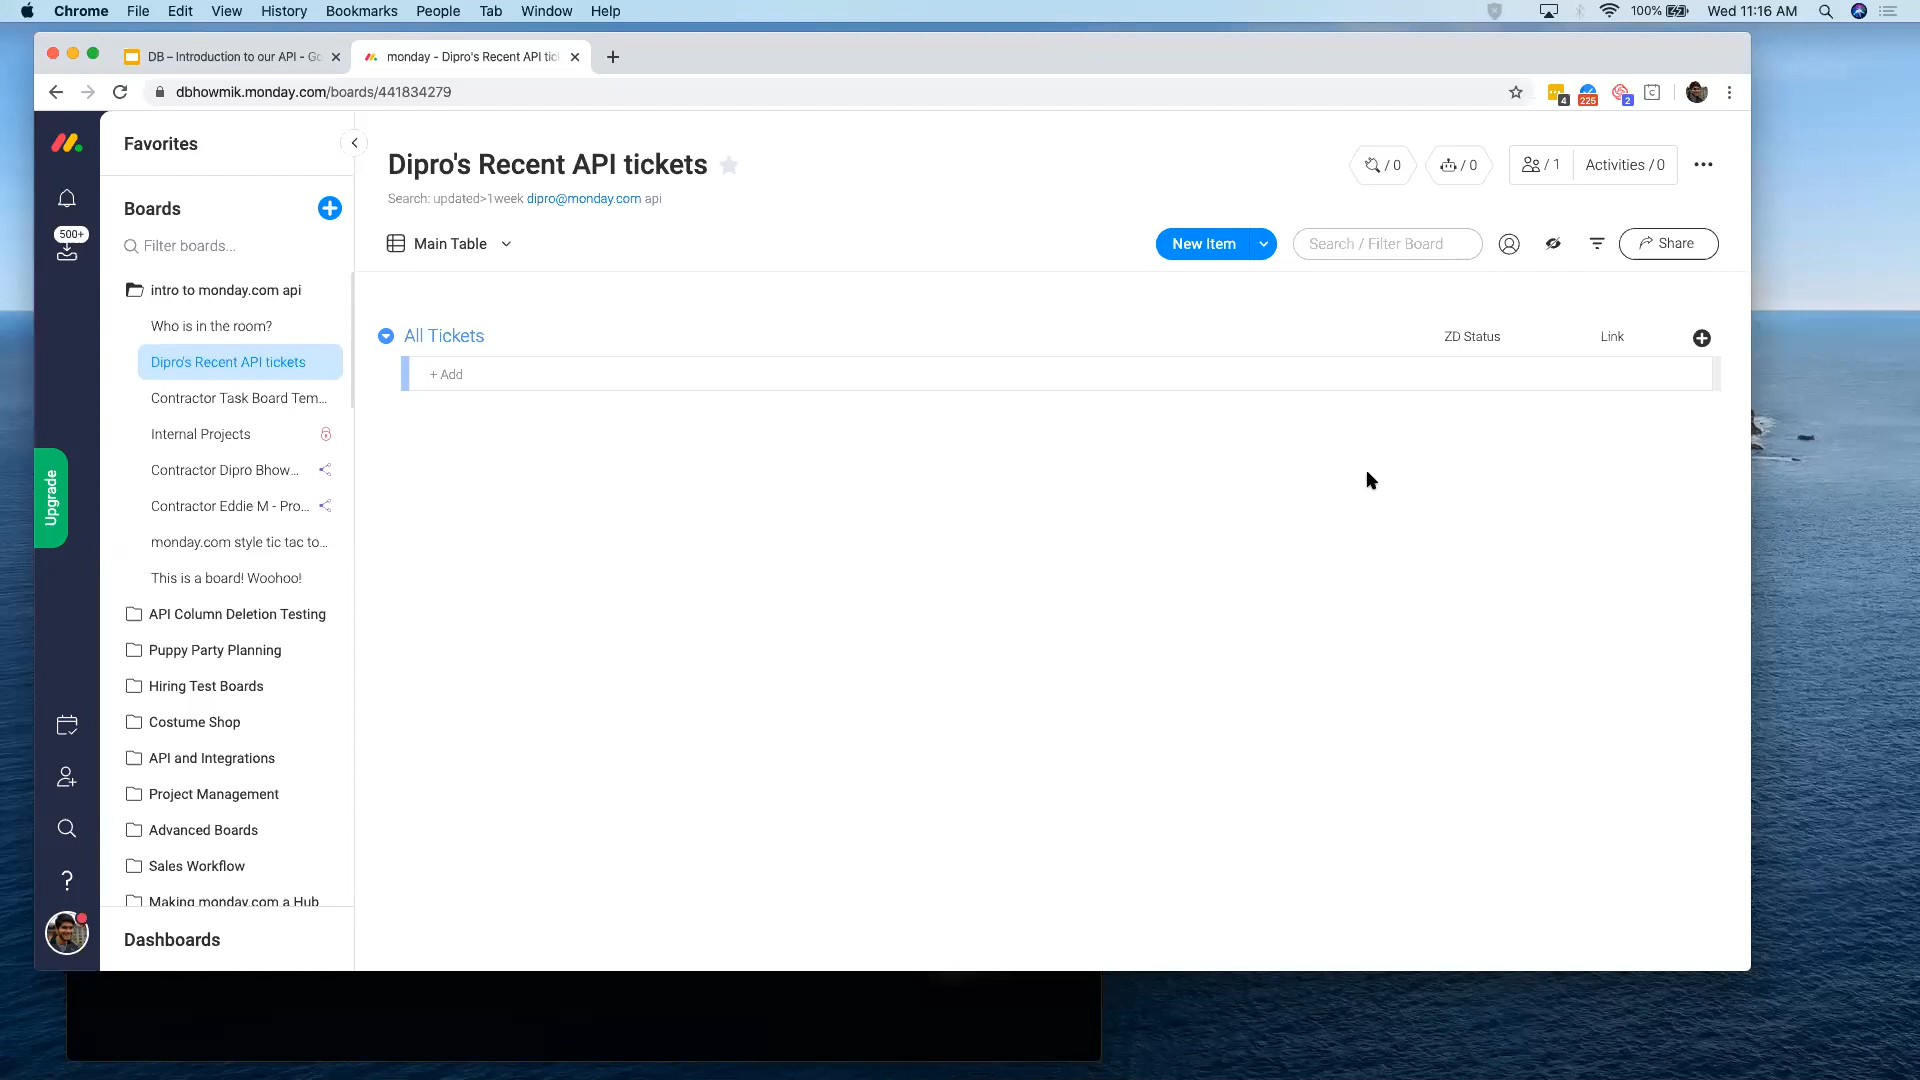 Chrome File Edit View History Bookmarks People Tab Window Help
100% Wed 11:16 AM
DB – Introduction to our API - Go
monday - Dipro's Recent API tic
dbhowmik.monday.com/boards/441834279
4
225
2
Favorites
Boards
Filter boards...
500+
intro to monday.com api
Who is in the room?
Dipro's Recent API tickets
Contractor Task Board Tem...
Internal Projects
Contractor Dipro Bhow...
Contractor Eddie M - Pro...
monday.com style tic tac to...
This is a board! Woohoo!
API Column Deletion Testing
Puppy Party Planning
Hiring Test Boards
Costume Shop
API and Integrations
Project Management
Advanced Boards
Sales Workflow
Making monday.com a Hub
Dashboards
Upgrade
Dipro's Recent API tickets
Search: updated>1week dipro@monday.com api
/ 0
/ 0
/ 1
Activities / 0
Main Table
New Item
Search / Filter Board
Share
All Tickets
ZD Status
Link
+ Add